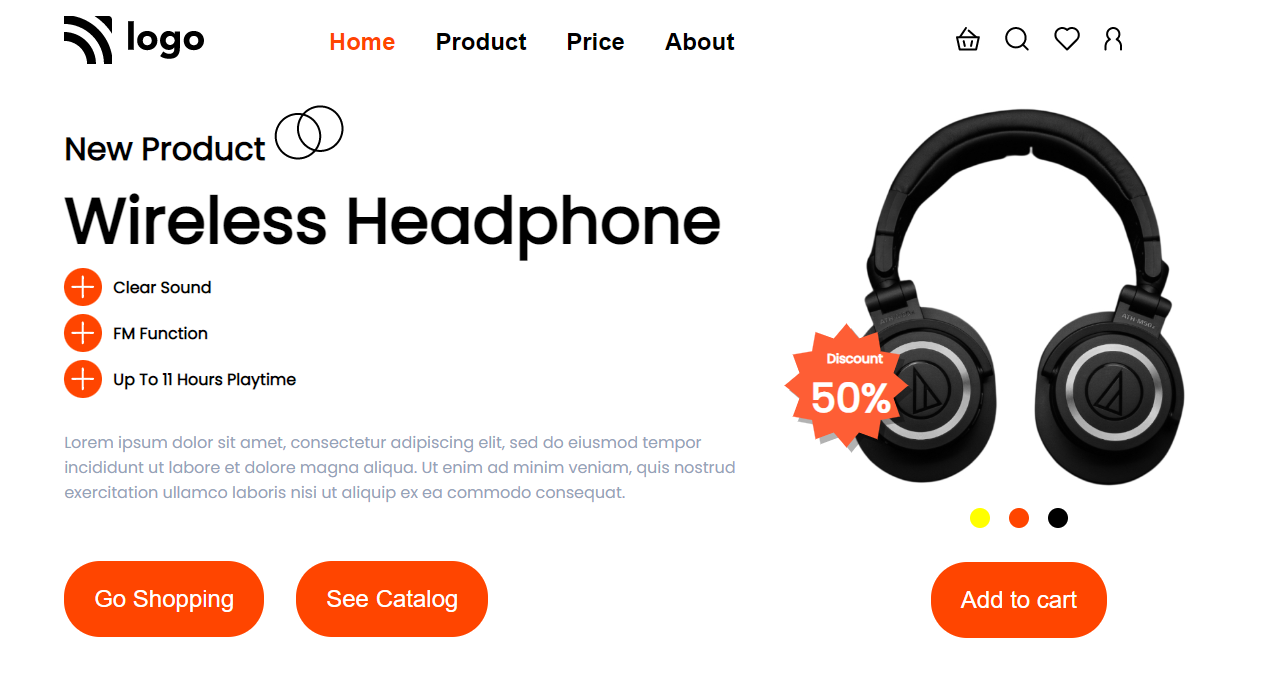 logo
Home Product Price About
New Product
Wireless Headphone
Clear Sound
FM Function
Up To 11 Hours Playtime
Lorem ipsum dolor sit amet, consectetur adipiscing elit, sed do eiusmod tempor
incididunt ut labore et dolore magna aliqua. Ut enim ad minim veniam, quis nostrud
exercitation ullamco laboris nisi ut aliquip ex ea commodo consequat.
Go Shopping
See Catalog
Discount
50%
Add to cart